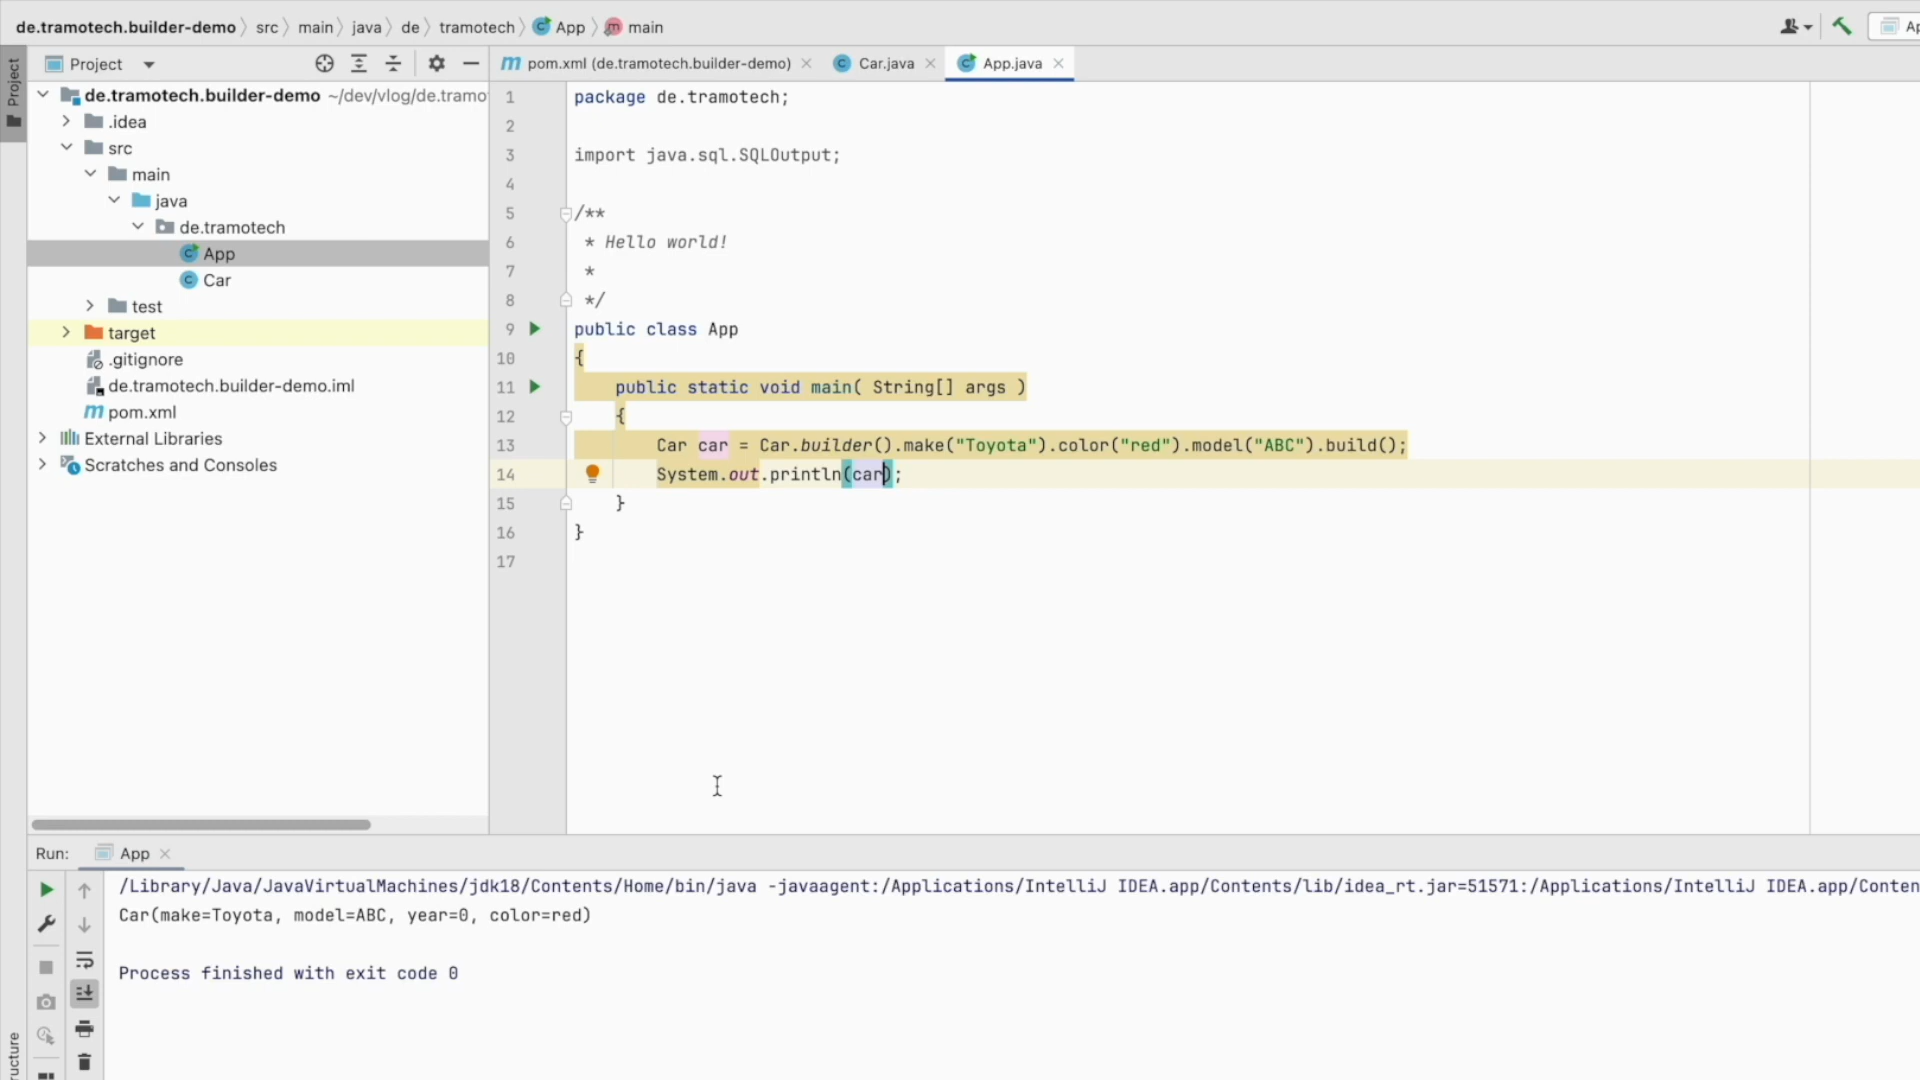 de.tramotech.builder-demo src main java de tramotech App main
Project
Project
pom.xml (de.tramotech.builder-demo)
Car.java
App.java
de.tramotech.builder-demo ~/dev/vlog/de.tramo
.idea
src
main
java
de.tramotech
App
Car
test
target
.gitignore
de.tramotech.builder-demo.iml
pom.xml
External Libraries
Scratches and Consoles
1 package de.tramotech;
2
3 import java.sql.SQLOutput;
4
5 /**
6 * Hello world!
7 *
8 */
9 public class App
10 {
11 public static void main( String[] args )
12 {
13 Car car = Car.builder().make("Toyota").color("red").model("ABC").build();
14 System.out.println(car);
15 }
16 }
17
Run: App
/Library/Java/JavaVirtualMachines/jdk18/Contents/Home/bin/java -javaagent:/Applications/IntelliJ IDEA.app/Contents/lib/idea_rt.jar=51571:/Applications/IntelliJ IDEA.app/Conten
Car(make=Toyota, model=ABC, year=0, color=red)
Process finished with exit code 0